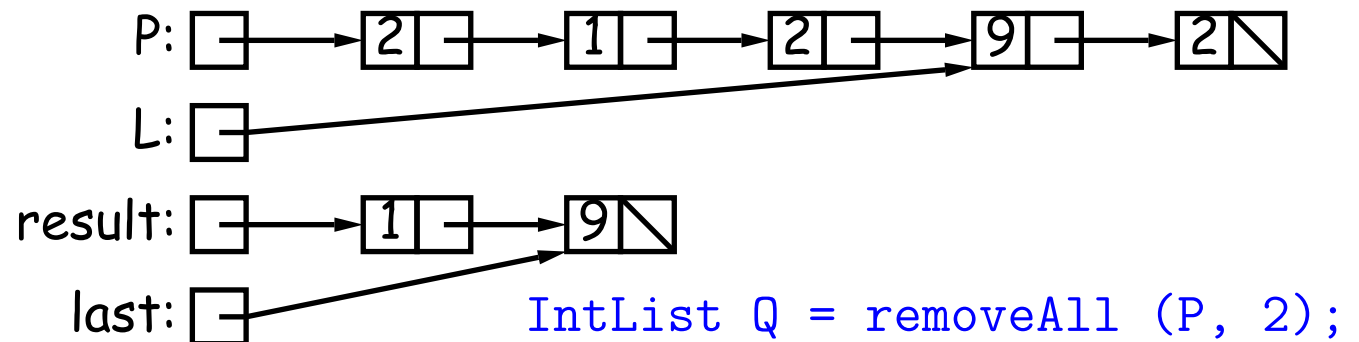 P: 2 1 2 9 2
L:
result: 1 9
last: IntList Q = removeAll (P, 2);